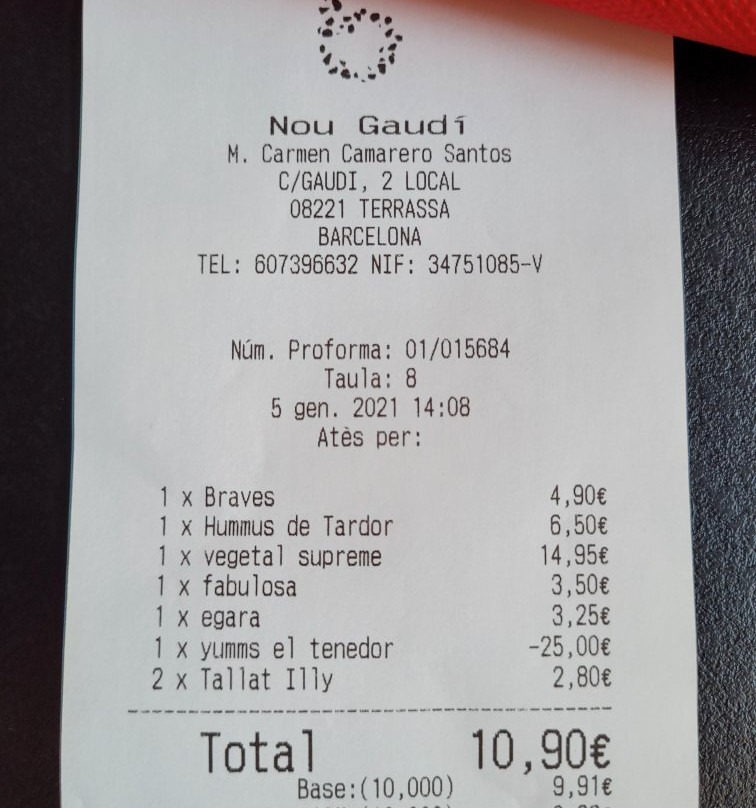 Nou Gaudí
M. Carmen Camarero Santos
C/GAUDI, 2 LOCAL
08221 TERRASSA
BARCELONA
TEL: 607396632 NIF: 34751085-V
Núm. Proforma: 01/015684
Taula: 8
5 gen. 2021 14:08
Atès per:
1 x Braves 4,90€
1 x Hummus de Tardor 6,50€
1 x vegetal supreme 14,95€
1 x fabulosa 3,50€
1 x egara 3,25€
1 x yumms el tenedor -25,00€
2 x Tallat Illy 2,80€
Total 10,90€
Base:(10,000) 9,91€